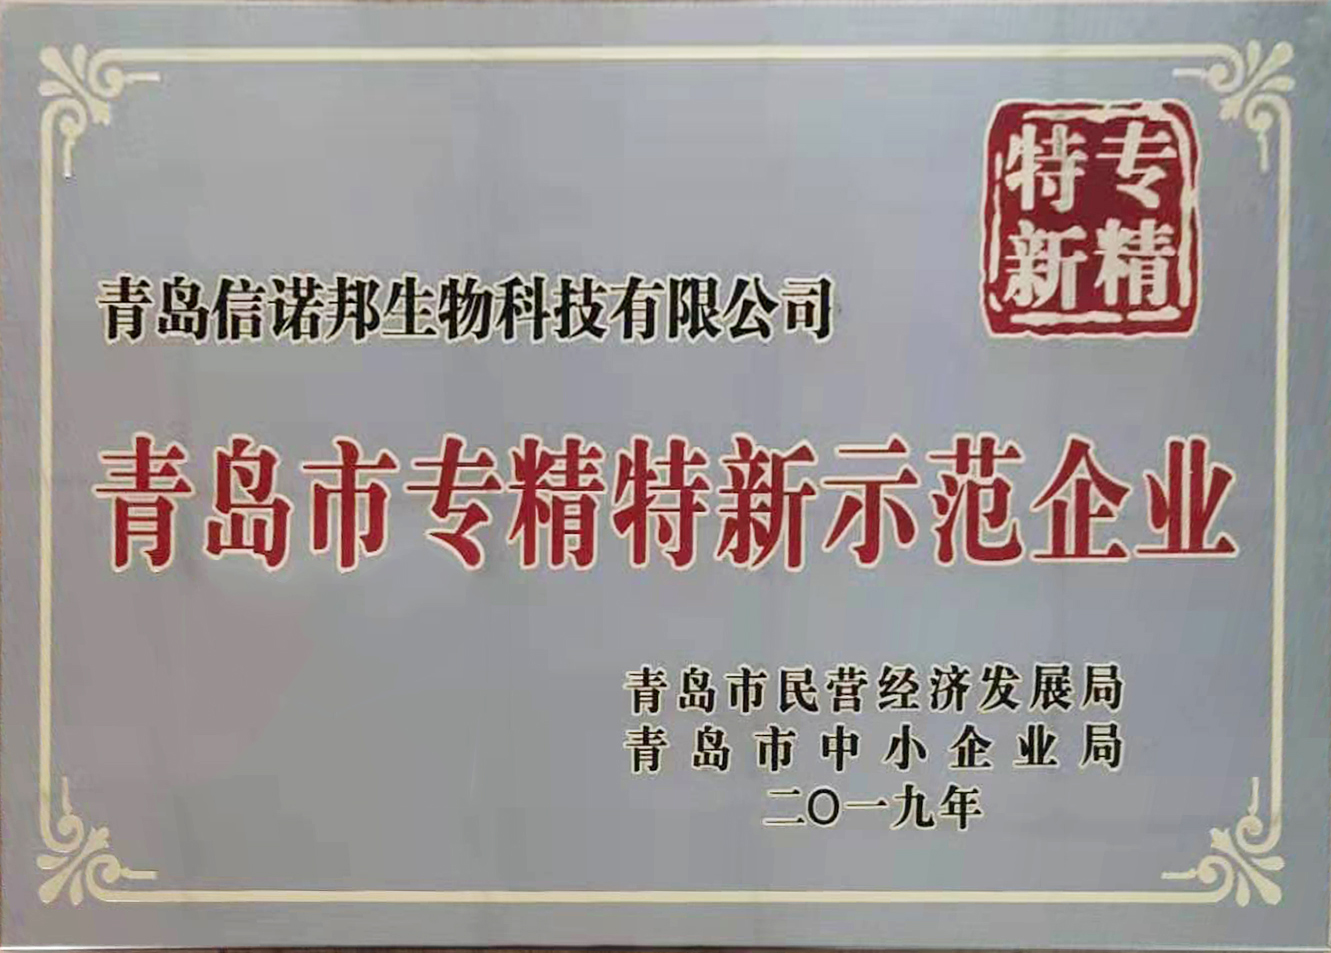 专精
特新
青岛信诺邦生物科技有限公司
青岛市专精特新示范企业
青岛市民营经济发展局
青岛市中小企业局
二〇一九年